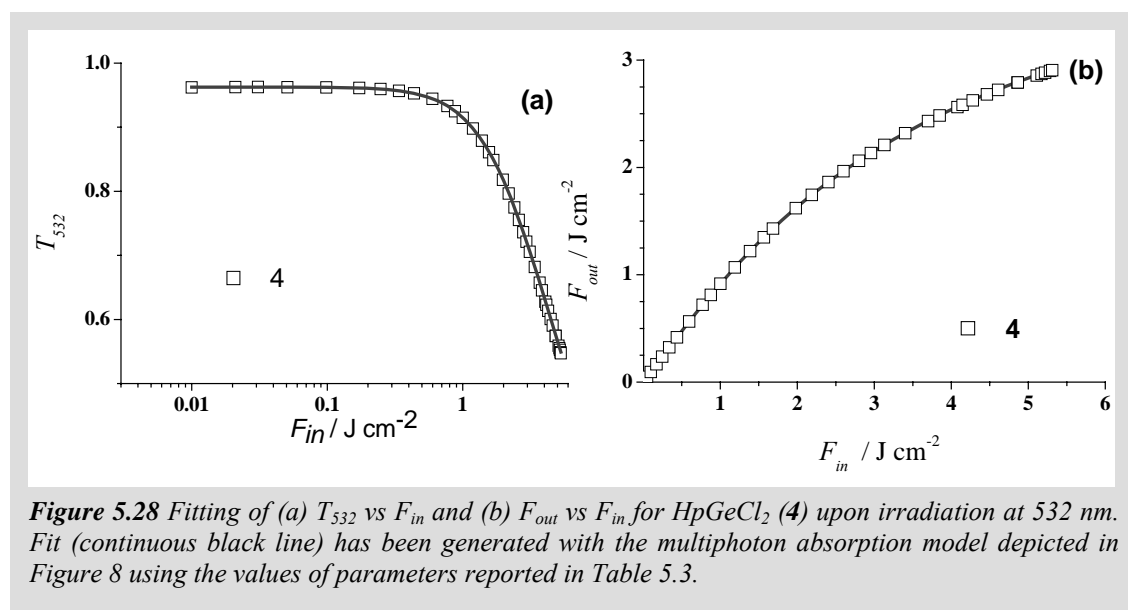 1.0
0.8
0.6
T532
(a)
4
0.01 0.1 1
Fin / J cm-2
3
2
1
0
Fout / J cm-2
(b)
4
1 2 3 4 5 6
Fin / J cm-2
Figure 5.28 Fitting of (a) T532 vs Fin and (b) Fout vs Fin for HpGeCl2 (4) upon irradiation at 532 nm.
Fit (continuous black line) has been generated with the multiphoton absorption model depicted in
Figure 8 using the values of parameters reported in Table 5.3.